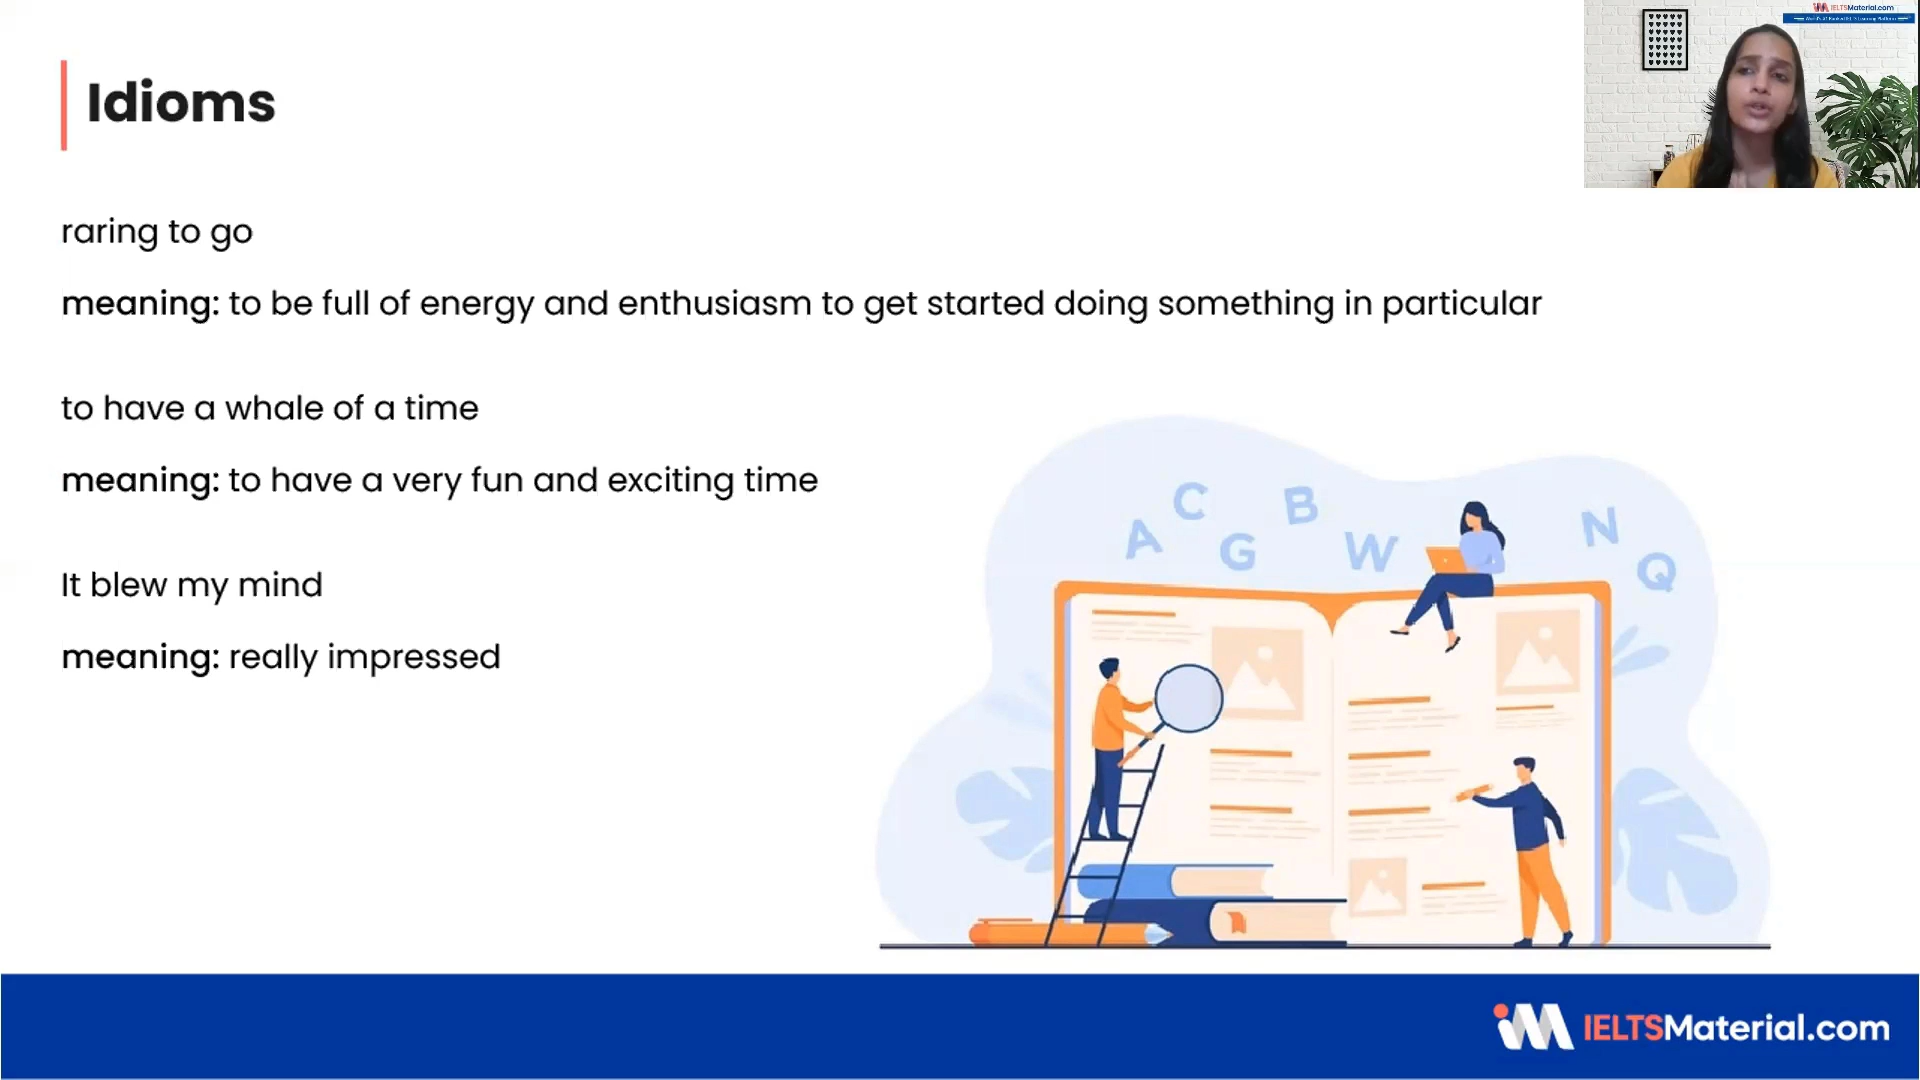 IELTSMaterial.com
Idioms
raring to go
meaning: to be full of energy and enthusiasm to get started doing something in particular
to have a whale of a time
meaning: to have a very fun and exciting time
It blew my mind
meaning: really impressed
C B N
A G W Q
IELTSMaterial.com